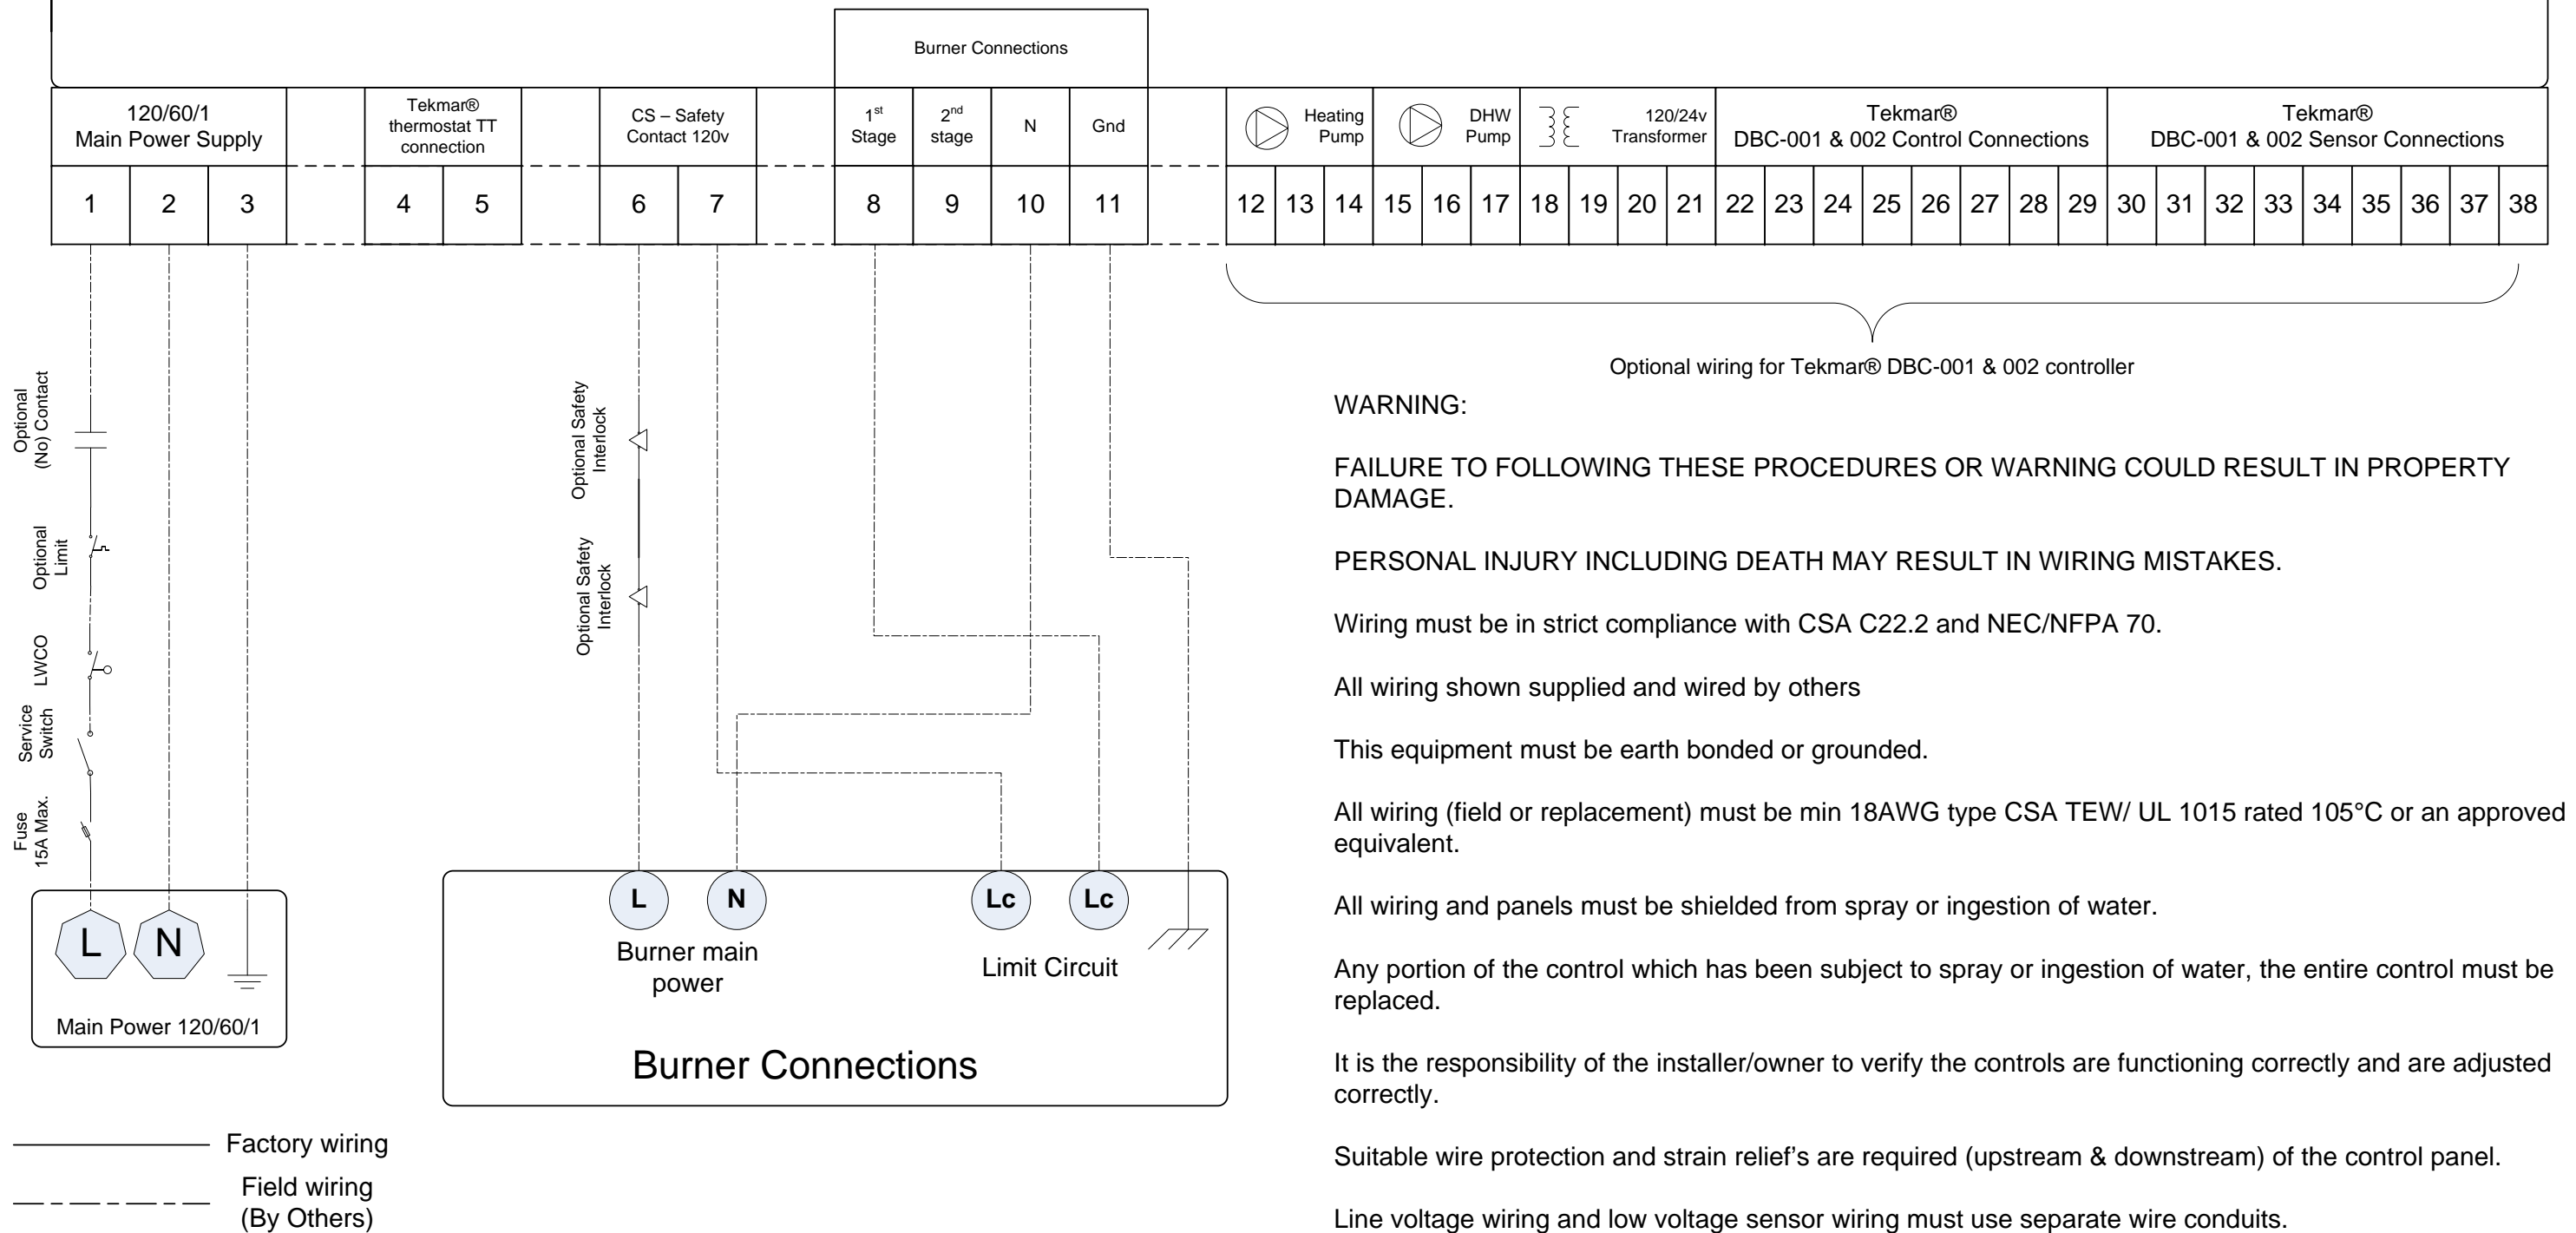 Burner Connections
120/60/1
Main Power Supply
Tekmar®
thermostat TT
connection
CS – Safety
Contact 120v
1st
Stage
2nd
stage
N
Gnd
Heating
Pump
DHW
Pump
120/24v
Transformer
Tekmar®
DBC-001 & 002 Control Connections
Tekmar®
DBC-001 & 002 Sensor Connections
1 2 3 4 5 6 7 8 9 10 11 12 13 14 15 16 17 18 19 20 21 22 23 24 25 26 27 28 29 30 31 32 33 34 35 36 37 38
Optional wiring for Tekmar® DBC-001 & 002 controller
Optional
(No) Contact
Optional
Limit
LWCO
Service
Switch
Fuse
15A Max.
L N
Main Power 120/60/1
Optional Safety
Interlock
Optional Safety
Interlock
L N Lc Lc
Burner main
power
Limit Circuit
Burner Connections
Factory wiring
Field wiring
(By Others)
WARNING:
FAILURE TO FOLLOWING THESE PROCEDURES OR WARNING COULD RESULT IN PROPERTY
DAMAGE.
PERSONAL INJURY INCLUDING DEATH MAY RESULT IN WIRING MISTAKES.
Wiring must be in strict compliance with CSA C22.2 and NEC/NFPA 70.
All wiring shown supplied and wired by others
This equipment must be earth bonded or grounded.
All wiring (field or replacement) must be min 18AWG type CSA TEW/ UL 1015 rated 105°C or an approved
equivalent.
All wiring and panels must be shielded from spray or ingestion of water.
Any portion of the control which has been subject to spray or ingestion of water, the entire control must be
replaced.
It is the responsibility of the installer/owner to verify the controls are functioning correctly and are adjusted
correctly.
Suitable wire protection and strain relief’s are required (upstream & downstream) of the control panel.
Line voltage wiring and low voltage sensor wiring must use separate wire conduits.